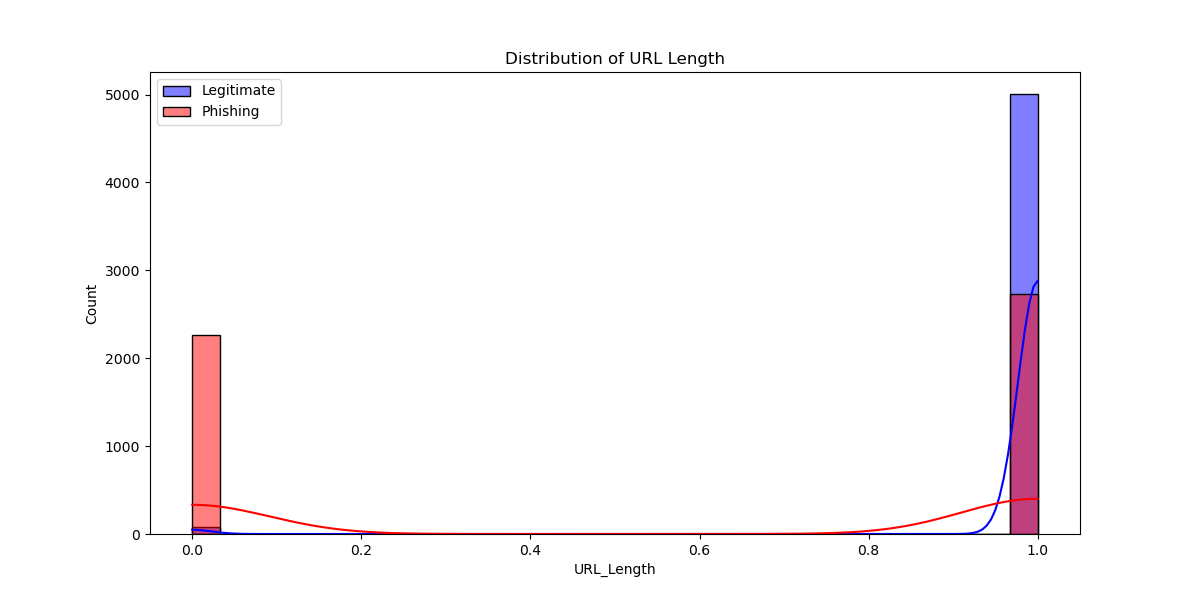 Distribution of URL Length
Legitimate
Phishing
5000
4000
3000
2000
1000
0
Count
0.0 0.2 0.4 0.6 0.8 1.0
URL_Length